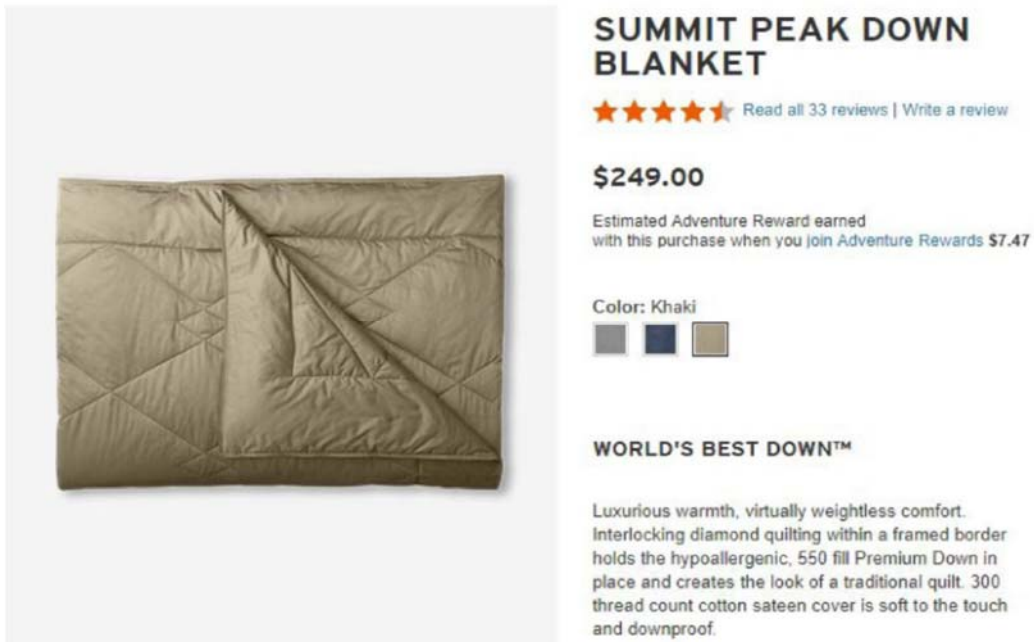 SUMMIT PEAK DOWN
BLANKET
Read all 33 reviews | Write a review
$249.00
Estimated Adventure Reward earned
with this purchase when you join Adventure Rewards $7.47
Color: Khaki
WORLD'S BEST DOWN™
Luxurious warmth, virtually weightless comfort.
Interlocking diamond quilting within a framed border
holds the hypoallergenic, 550 fill Premium Down in
place and creates the look of a traditional quilt. 300
thread count cotton sateen cover is soft to the touch
and downproof.